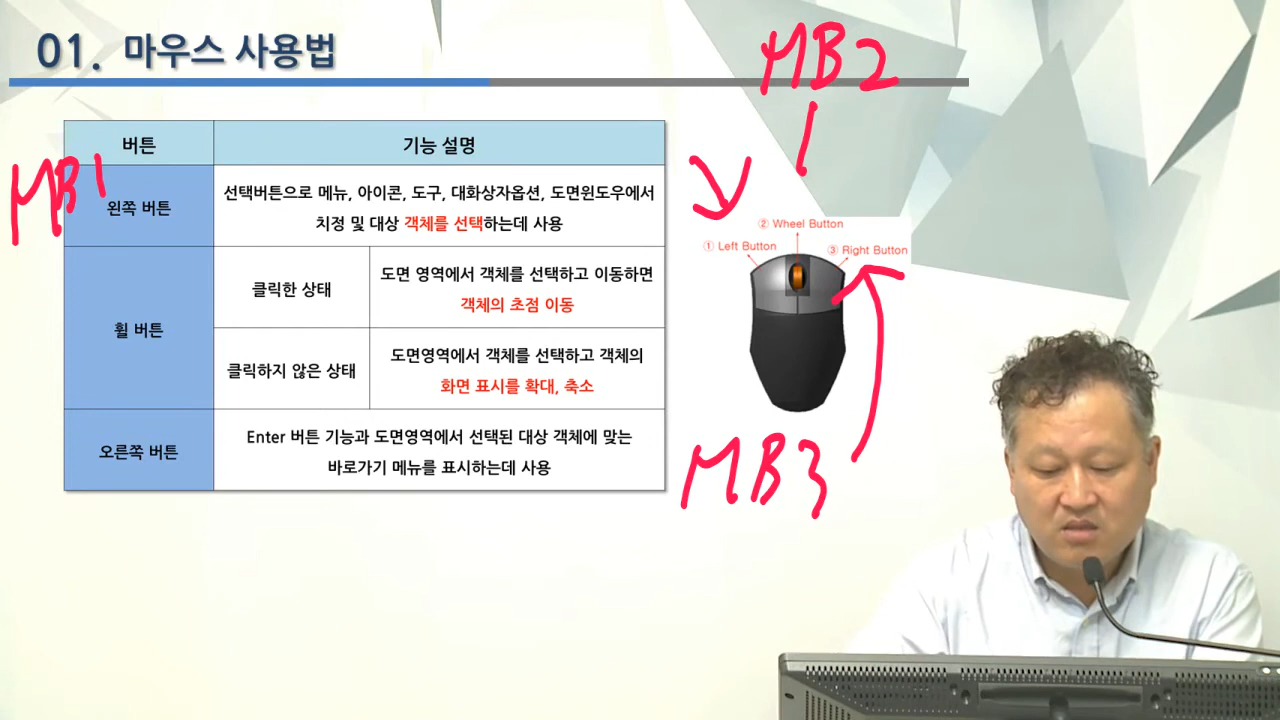 01. 마우스 사용법
MB2
버튼
기능 설명
MB1
왼쪽 버튼
선택버튼으로 메뉴, 아이콘, 도구, 대화상자옵션, 도면윈도우에서
치정 및 대상 객체를 선택하는데 사용
휠 버튼
클릭한 상태
도면 영역에서 객체를 선택하고 이동하면
객체의 초점 이동
클릭하지 않은 상태
도면영역에서 객체를 선택하고 객체의
화면 표시를 확대, 축소
오른쪽 버튼
Enter 버튼 기능과 도면영역에서 선택된 대상 객체에 맞는
바로가기 메뉴를 표시하는데 사용
② Wheel Button
① Left Button
③ Right Button
MB3